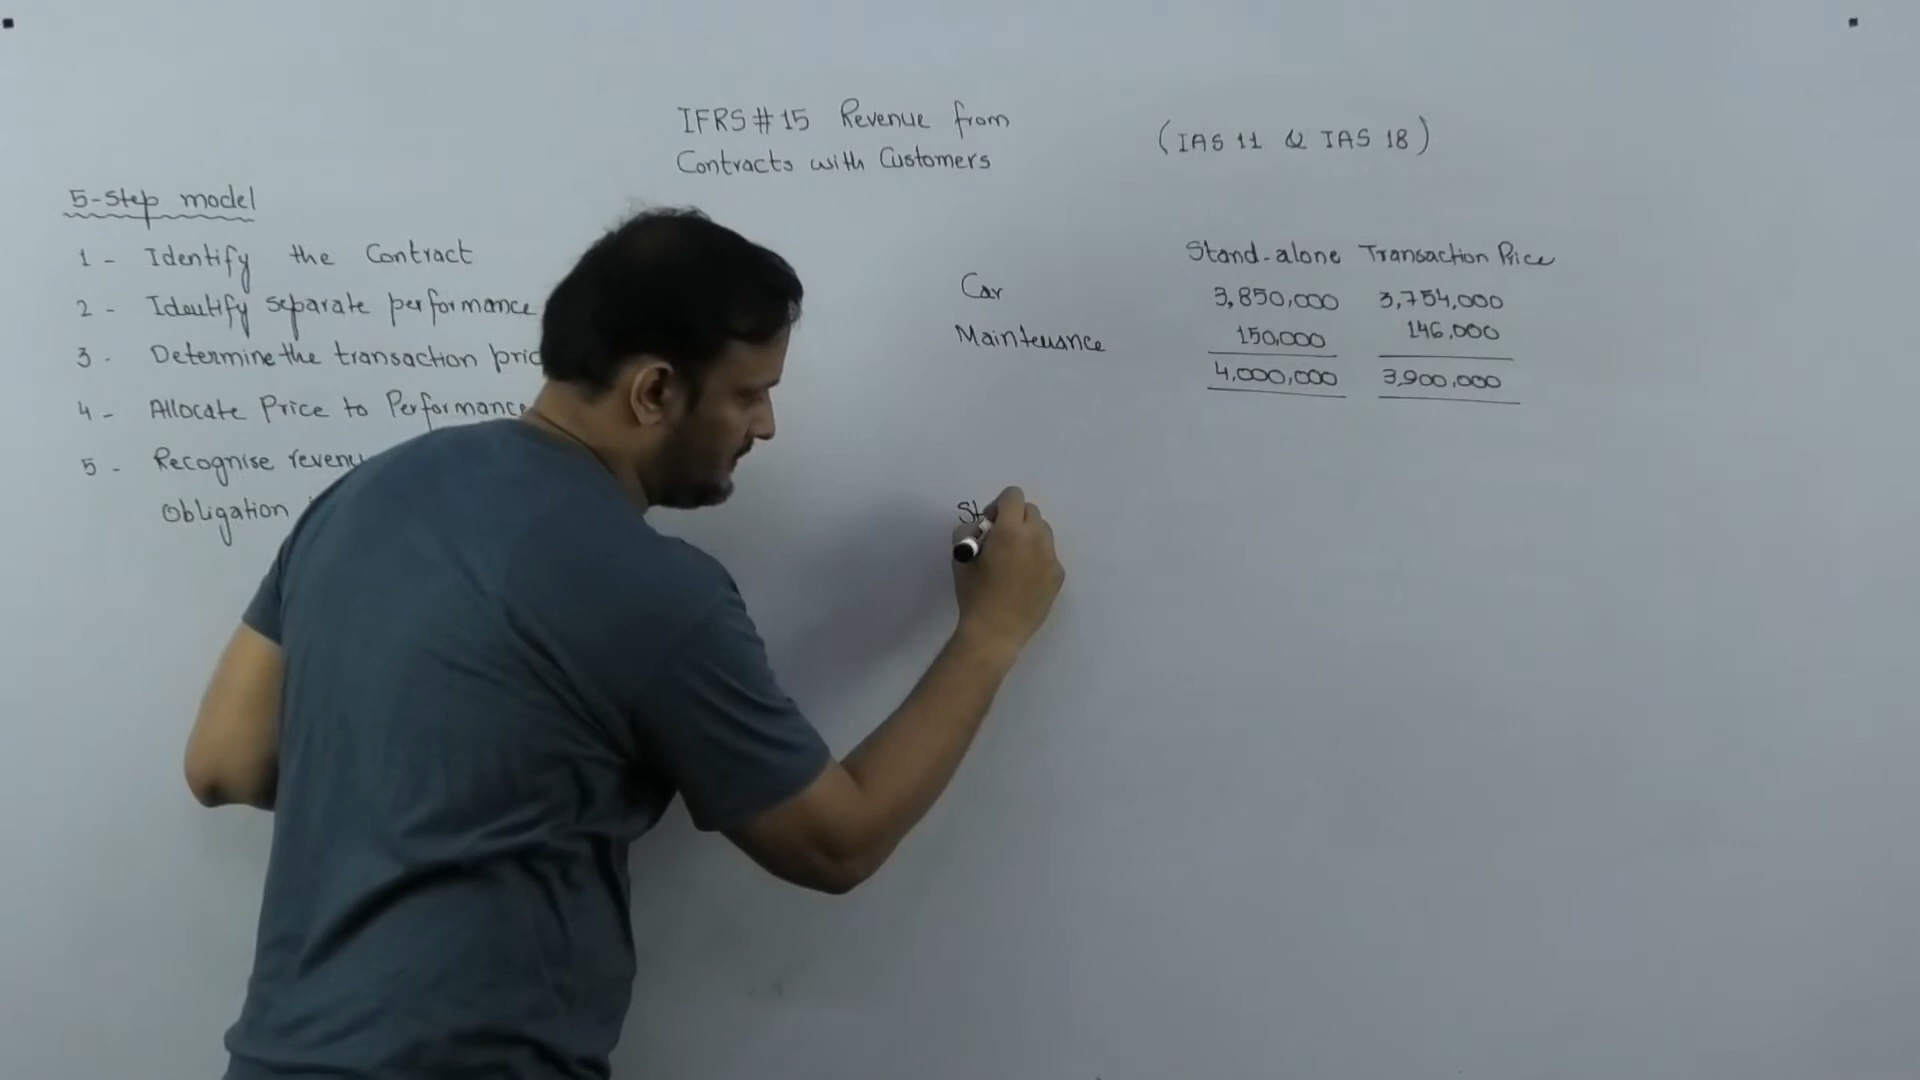 IFRS # 15 Revenue from
Contracts with Customers
(IAS 11 & IAS 18)
5-Step model
1 - Identify the Contract
2 - Identify separate performance
3 - Determine the transaction
4 - Allocate Price to Performance
5 - Recognise
Obligation
Stand-alone Transaction Price
Car 3,850,000 3,754,000
Maintenance 150,000 146,000
4,000,000 3,900,000
St